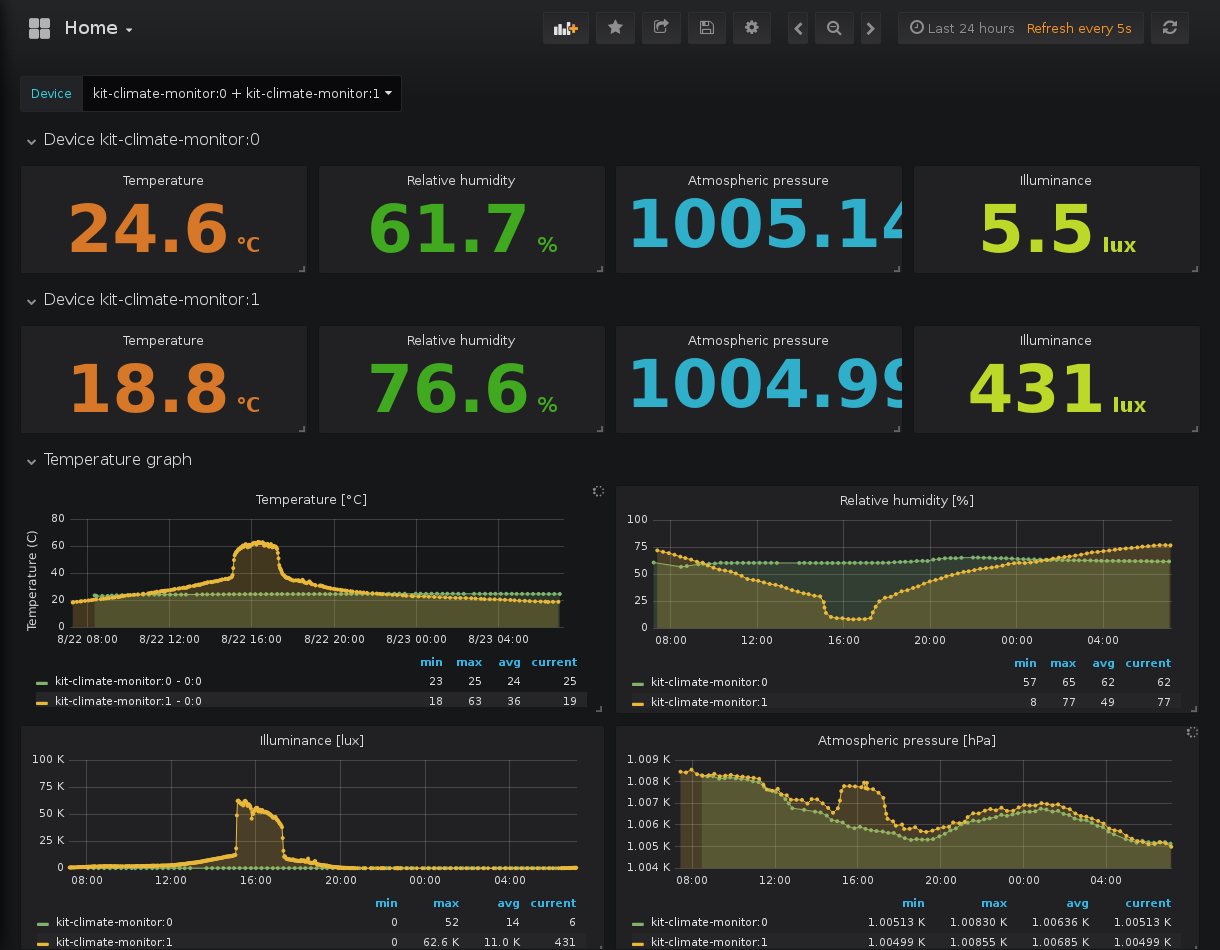 Home
Last 24 hours Refresh every 5s
Device kit-climate-monitor:0 + kit-climate-monitor:1
Device kit-climate-monitor:0
Temperature Relative humidity Atmospheric pressure Illuminance
24.6 °C 61.7 % 1005.14 5.5 lux
Device kit-climate-monitor:1
Temperature Relative humidity Atmospheric pressure Illuminance
18.8 °C 76.6 % 1004.99 431 lux
Temperature graph
Temperature [°C]
Temperature (C)
80
60
40
20
0
8/22 08:00 8/22 12:00 8/22 16:00 8/22 20:00 8/23 00:00 8/23 04:00
min max avg current
kit-climate-monitor:0 - 0:0 23 25 24 25
kit-climate-monitor:1 - 0:0 18 63 36 19
Relative humidity [%]
100
75
50
25
0
08:00 12:00 16:00 20:00 00:00 04:00
min max avg current
kit-climate-monitor:0 57 65 62 62
kit-climate-monitor:1 8 77 49 77
Illuminance [lux]
100 K
75 K
50 K
25 K
0
08:00 12:00 16:00 20:00 00:00 04:00
min max avg current
kit-climate-monitor:0 0 52 14 6
kit-climate-monitor:1 0 62.6 K 11.0 K 431
Atmospheric pressure [hPa]
1.009 K
1.008 K
1.007 K
1.006 K
1.005 K
1.004 K
08:00 12:00 16:00 20:00 00:00 04:00
min max avg current
kit-climate-monitor:0 1.00513 K 1.00830 K 1.00636 K 1.00513 K
kit-climate-monitor:1 1.00499 K 1.00855 K 1.00685 K 1.00499 K